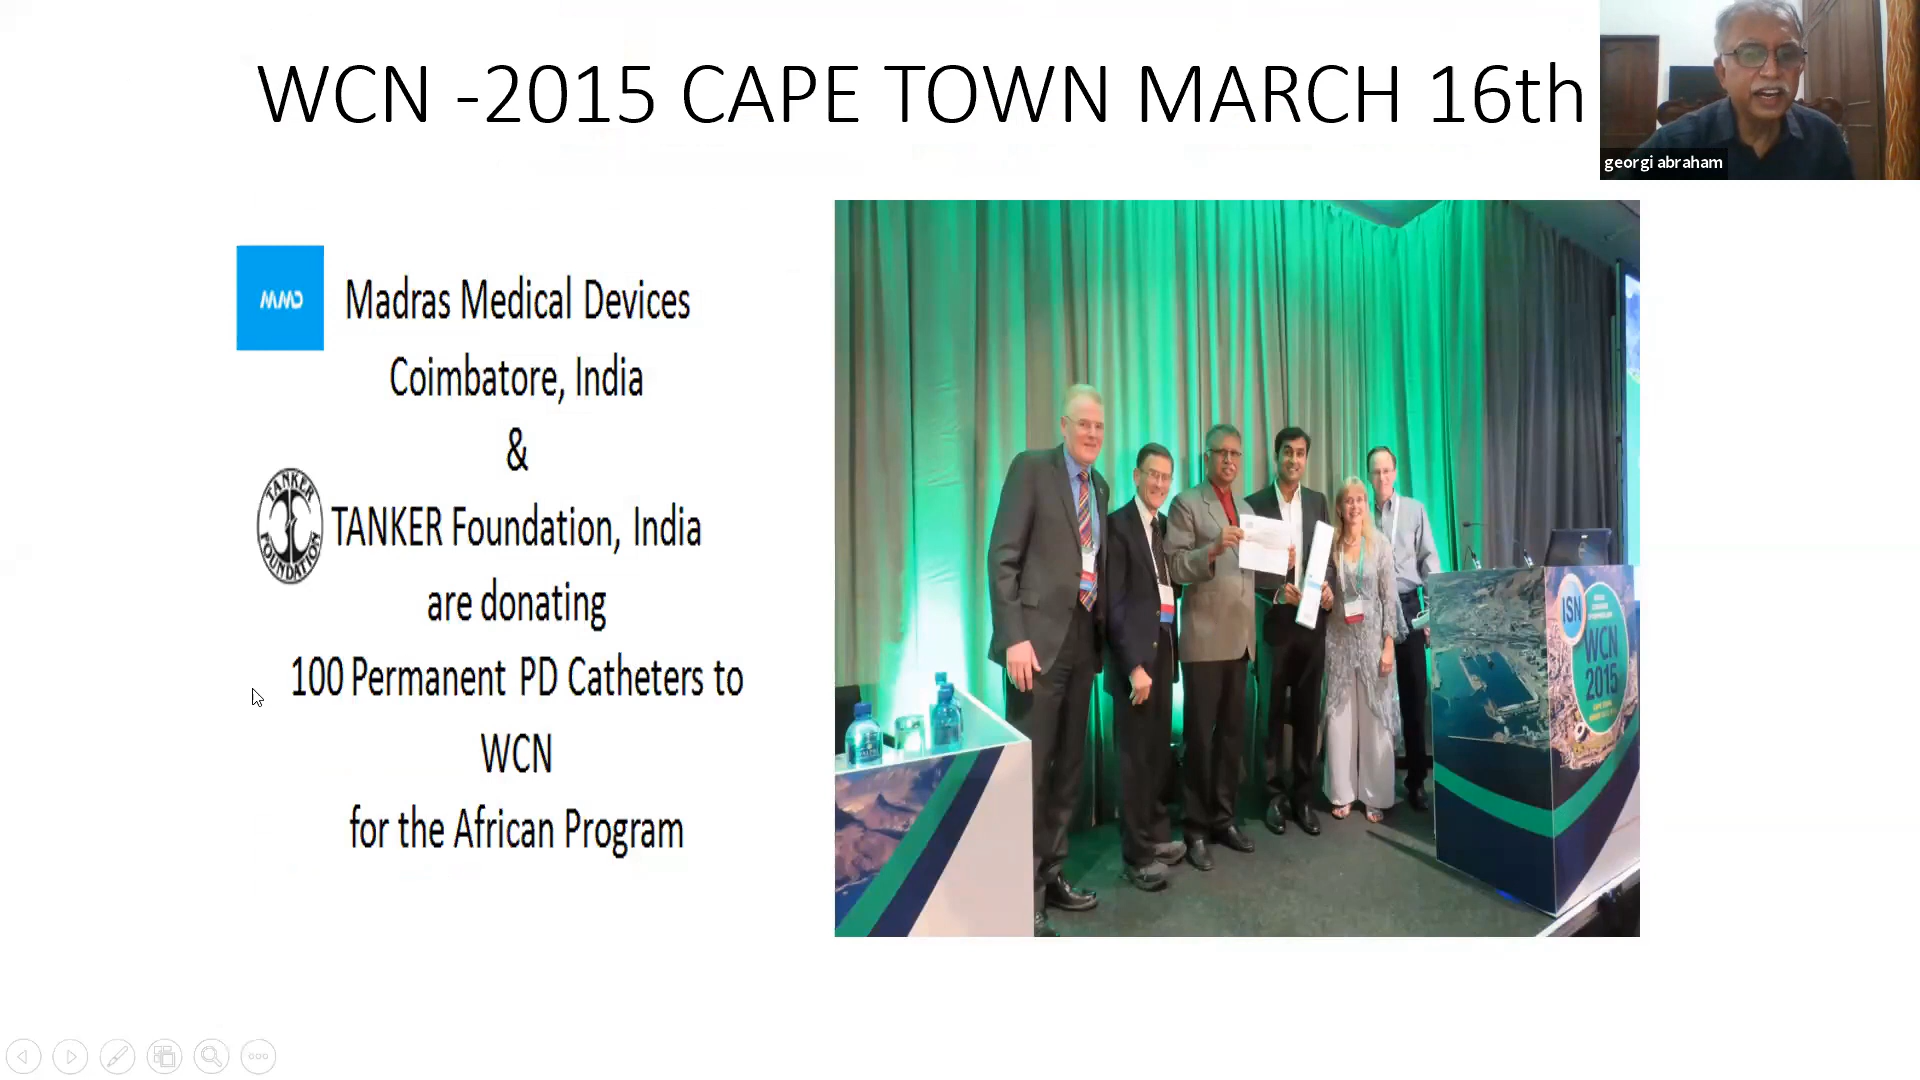 WCN -2015 CAPE TOWN MARCH 16th
georgi abraham
MMD
Madras Medical Devices
Coimbatore, India
&
TANKER
FOUNDATION
TANKER Foundation, India
are donating
100 Permanent PD Catheters to
WCN
for the African Program
ISN
WCN
2015